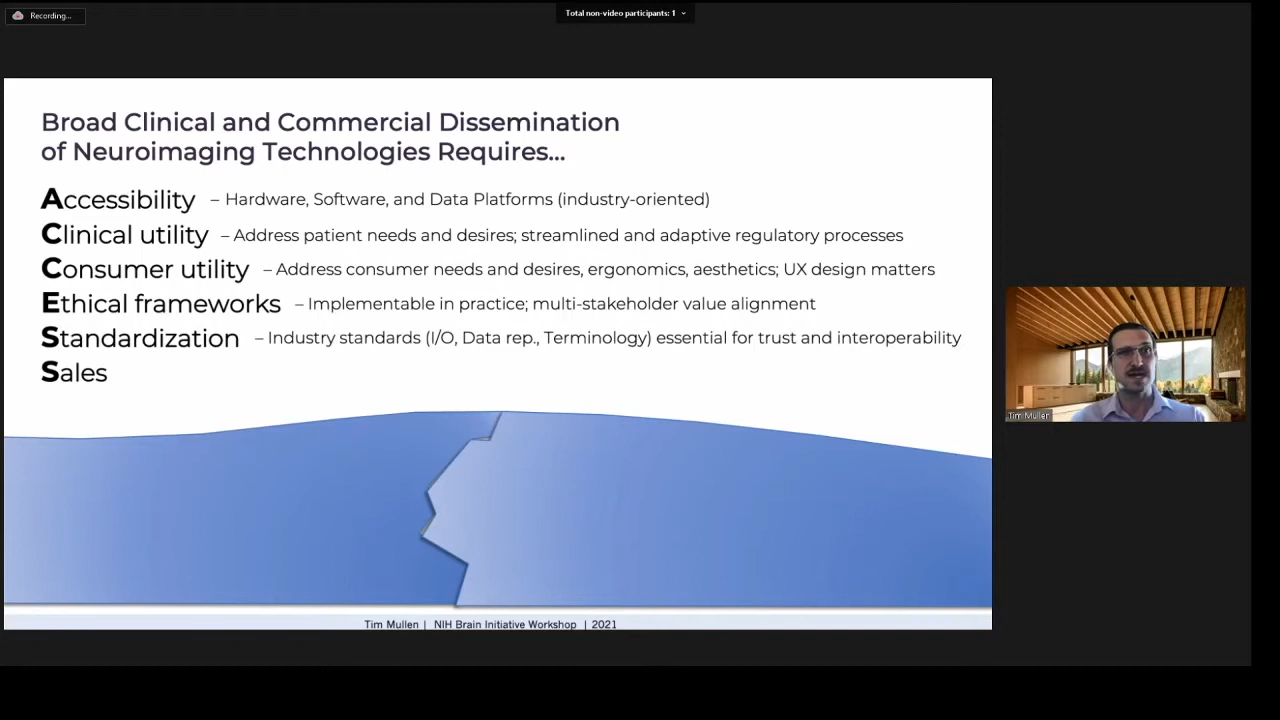 Recording...
Total non-video participants: 1
Broad Clinical and Commercial Dissemination
of Neuroimaging Technologies Requires...
Accessibility – Hardware, Software, and Data Platforms (industry-oriented)
Clinical utility – Address patient needs and desires; streamlined and adaptive regulatory processes
Consumer utility – Address consumer needs and desires, ergonomics, aesthetics; UX design matters
Ethical frameworks – Implementable in practice; multi-stakeholder value alignment
Standardization – Industry standards (I/O, Data rep., Terminology) essential for trust and interoperability
Sales
Tim Mullen
Tim Mullen | NIH Brain Initiative Workshop | 2021